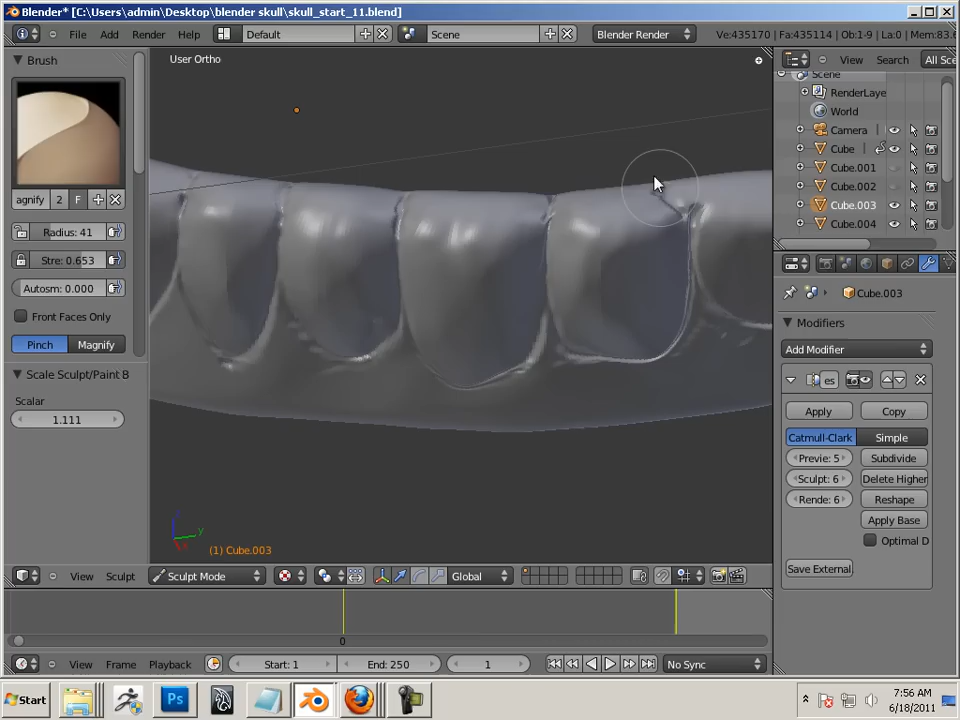 Blender* [C:\Users\admin\Desktop\blender skull\skull_start_11.blend]
File Add Render Help Default Scene Blender Render Ve:435170 | Fa:435114 | Ob:1-9 | La:0 | Mem:83.6
Brush
User Ortho
View Search All Sce
Scene
RenderLaye
World
Camera
Cube
Cube.001
Cube.002
Cube.003
Cube.004
agnify 2 F
Radius: 41
Stre: 0.653
Autosm: 0.000
Front Faces Only
Pinch Magnify
Scale Sculpt/Paint B
Scalar
1.111
Cube.003
Modifiers
Add Modifier
es
Apply Copy
Catmull-Clark Simple
Previe: 5 Subdivide
Sculpt: 6 Delete Higher
Rende: 6 Reshape
Apply Base
Optimal D
Save External.
z
y
x
(1) Cube.003
View Sculpt Sculpt Mode Global
0
View Frame Playback Start: 1 End: 250 1 No Sync
Start Ps 7:56 AM
6/18/2011